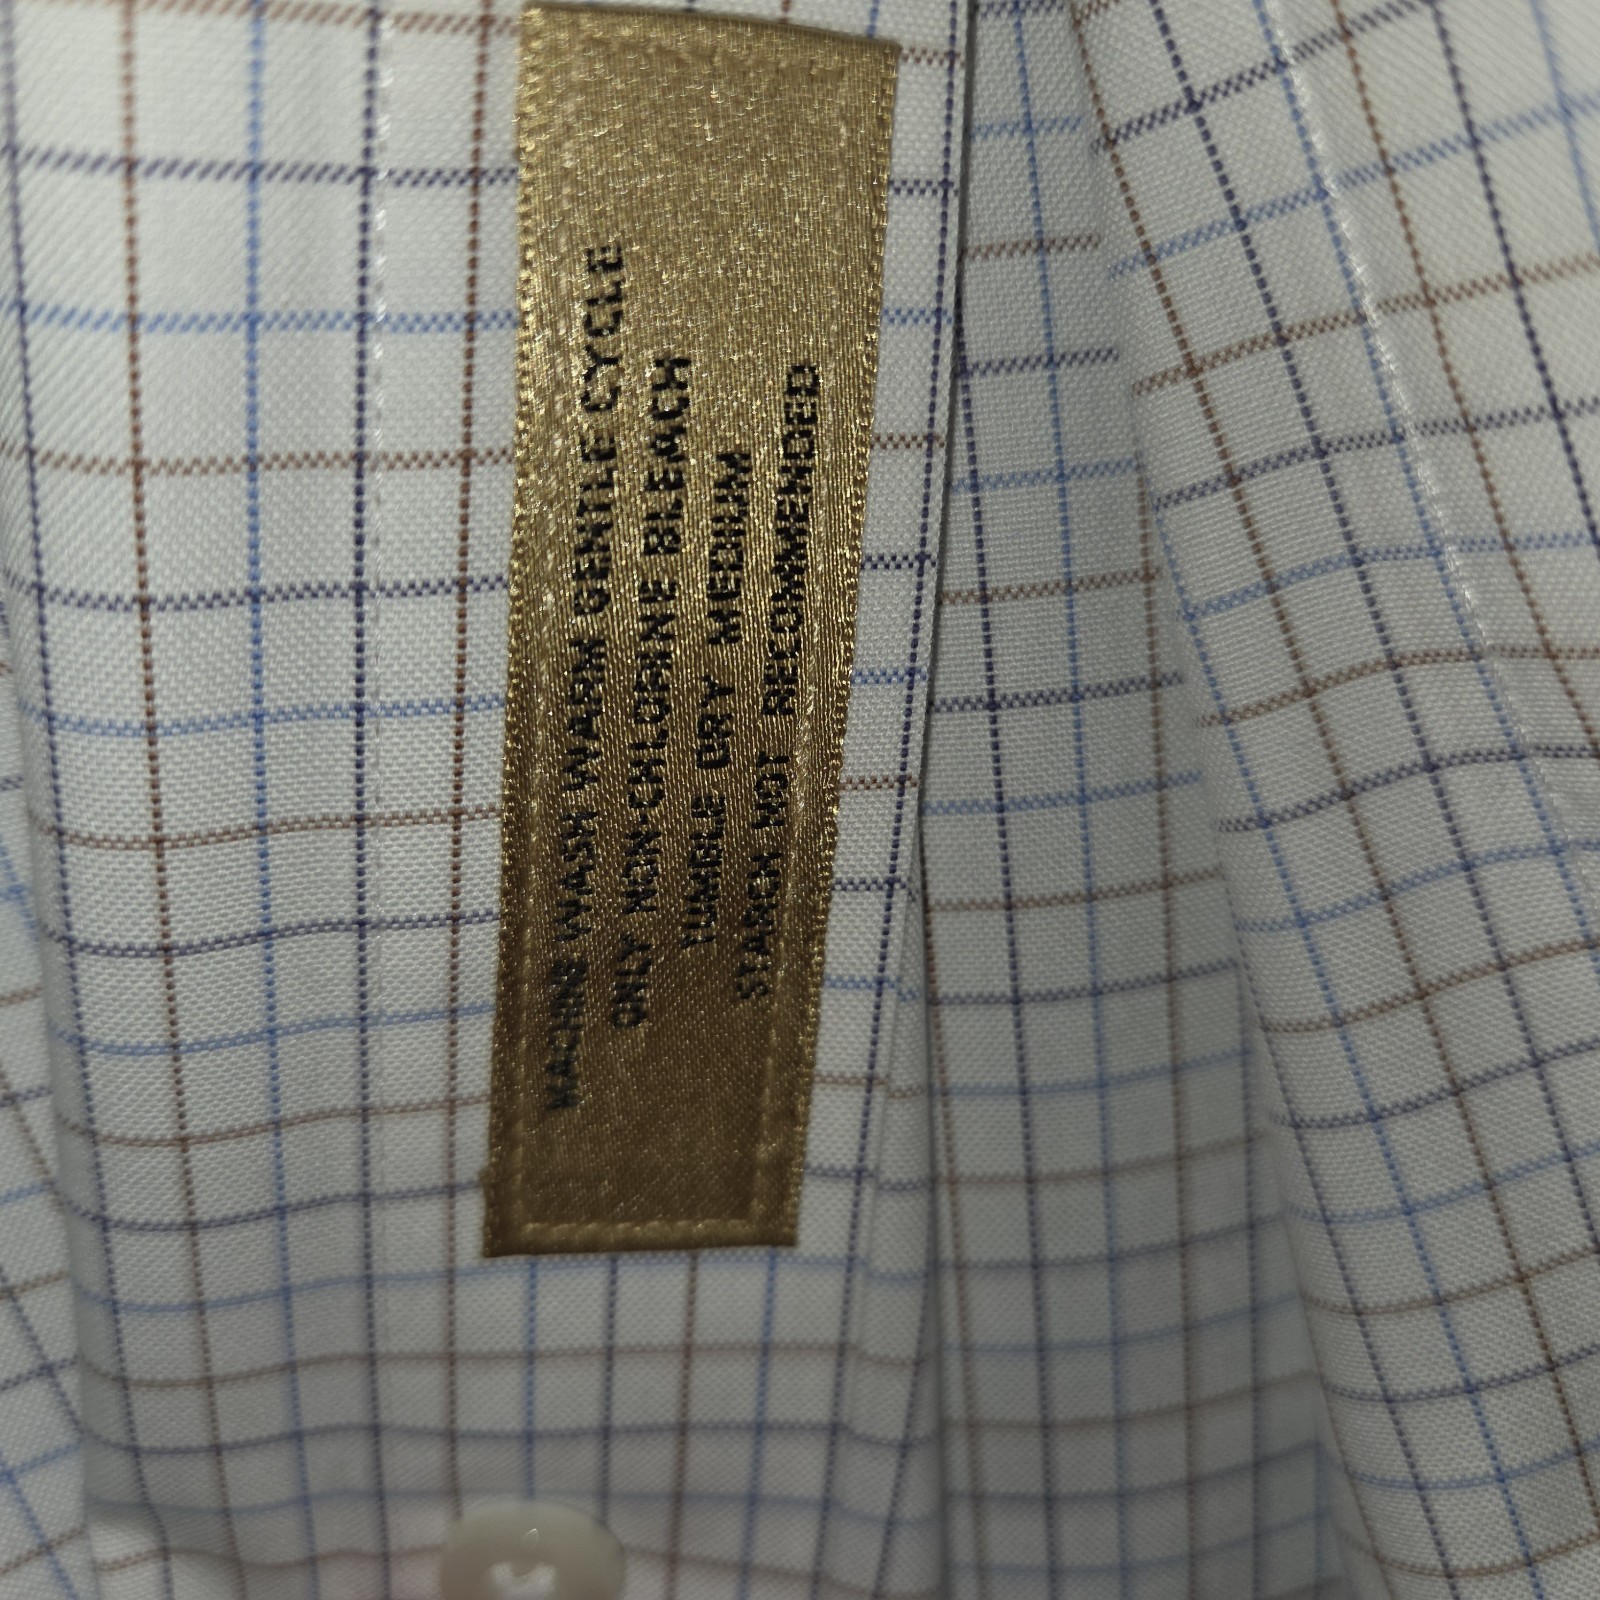 MACHINE WASH WARM GENTLE CYCLE
ONLY NON-CHLORINE BLEACH
TUMBLE DRY MEDIUM
STARCH NOT RECOMMENDED